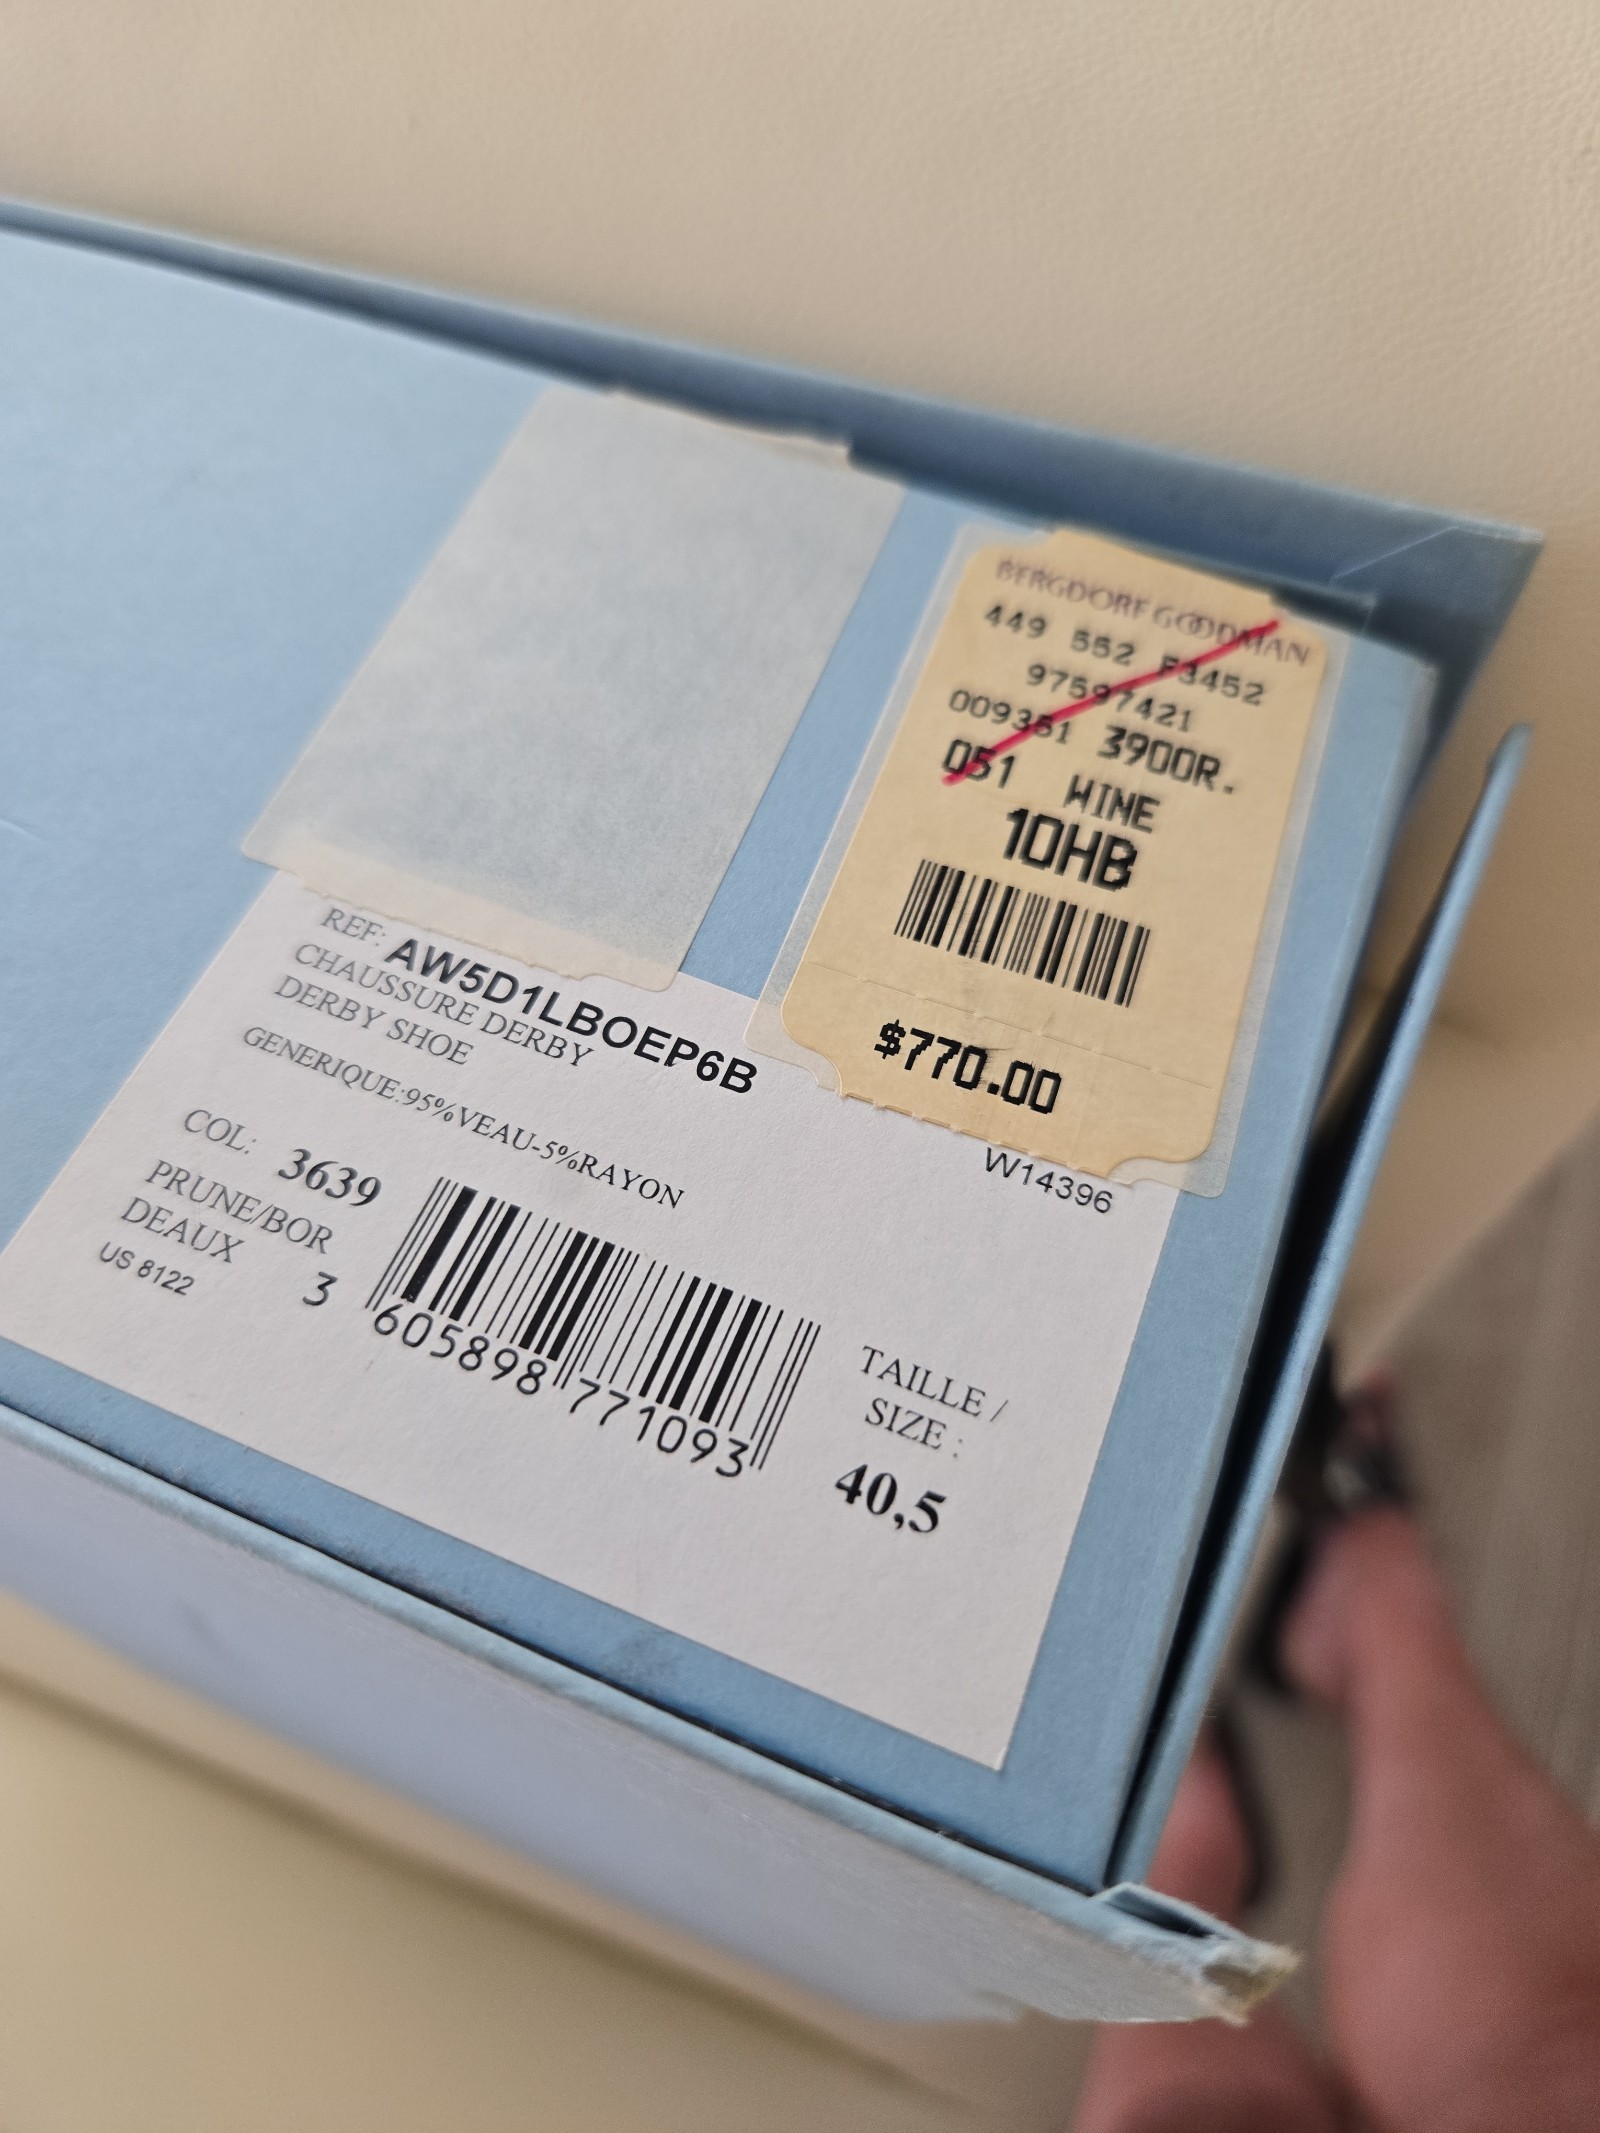 BERGDORF GOODMAN
449 552 F3452
97597421
009351 3900R.
051 WINE
10HB
$770.00
REF: AW5D1LBOEP6B
CHAUSSURE DERBY
DERBY SHOE
GENERIQUE:95%VEAU-5%RAYON
W14396
COL: 3639
PRUNE/BOR
DEAUX
US 8122
3 605898 771093
TAILLE /
SIZE :
40,5